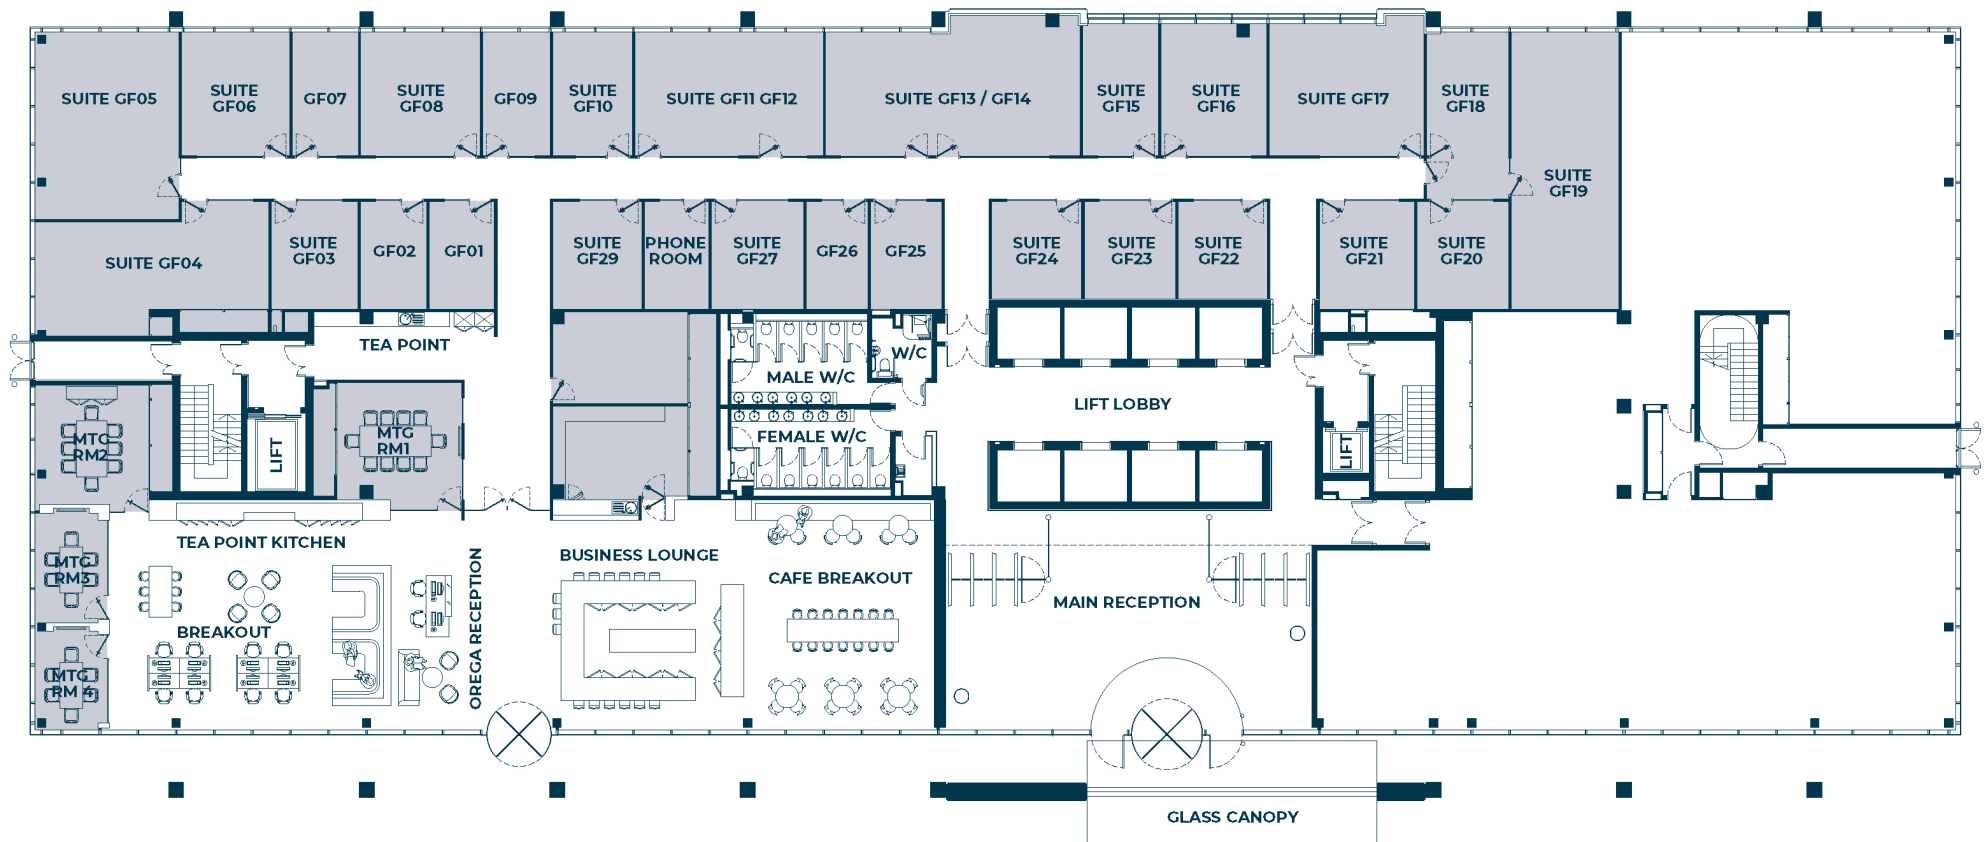 SUITE GF05
SUITE
GF06
GF07
SUITE
GF08
GF09
SUITE
GF10
SUITE GF11 GF12
SUITE GF13 / GF14
SUITE
GF15
SUITE
GF16
SUITE GF17
SUITE
GF18
SUITE
GF19
SUITE GF04
SUITE
GF03
GF02
GF01
SUITE
GF29
PHONE
ROOM
SUITE
GF27
GF26
GF25
SUITE
GF24
SUITE
GF23
SUITE
GF22
SUITE
GF21
SUITE
GF20
TEA POINT
W/C
MALE W/C
FEMALE W/C
LIFT LOBBY
LIFT
LIFT
MTG
RM2
MTG
RM1
TEA POINT KITCHEN
MTG
RM3
BREAKOUT
MTG
RM 4
OREGA RECEPTION
BUSINESS LOUNGE
CAFE BREAKOUT
MAIN RECEPTION
GLASS CANOPY